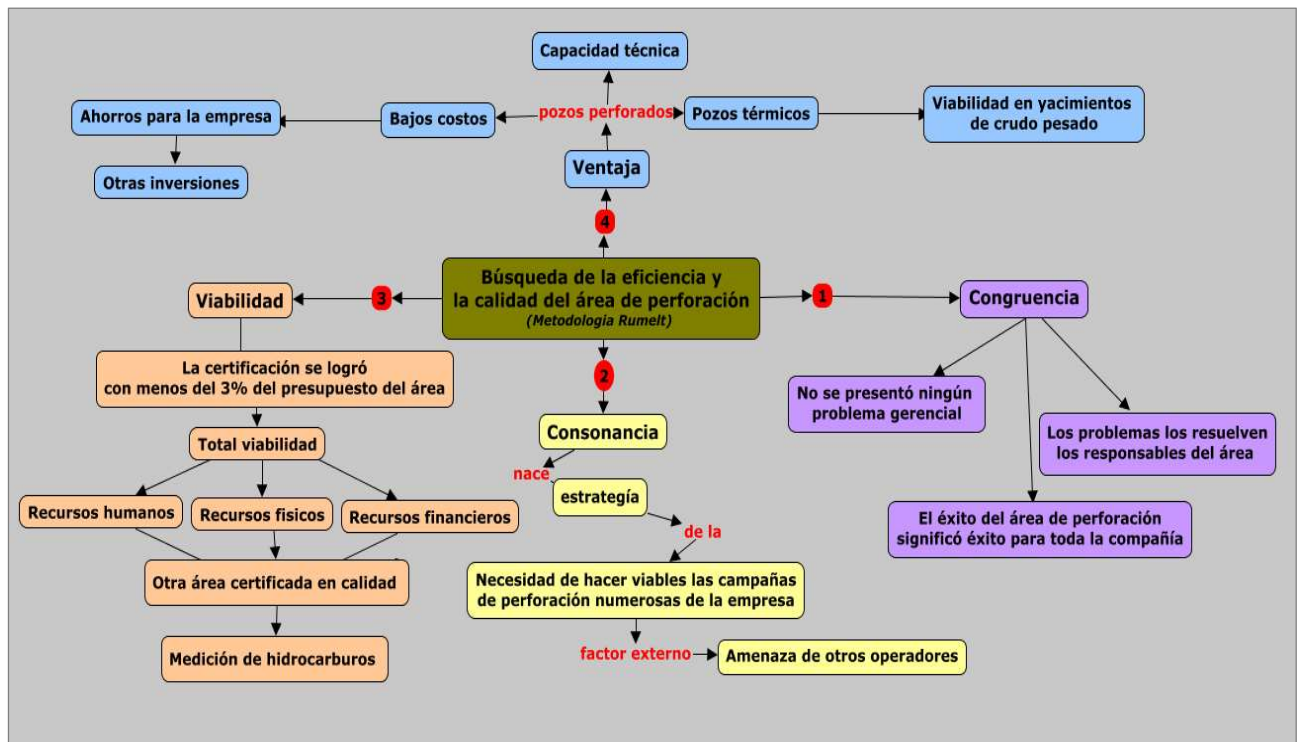 Capacidad técnica
Ahorros para la empresa
Bajos costos
pozos perforados
Pozos térmicos
Viabilidad en yacimientos
de crudo pesado
Otras inversiones
Ventaja
4
Búsqueda de la eficiencia y
la calidad del área de perforación
(Metodologia Rumelt)
Viabilidad
3
1
Congruencia
La certificación se logró
con menos del 3% del presupuesto del área
2
No se presentó ningún
problema gerencial
Los problemas los resuelven
los responsables del área
Consonancia
Total viabilidad
nace
estrategía
Recursos humanos
Recursos fisicos
Recursos financieros
El éxito del área de perforación
significó éxito para toda la compañía
de la
Otra área certificada en calidad
Necesidad de hacer viables las campañas
de perforación numerosas de la empresa
Medición de hidrocarburos
factor externo
Amenaza de otros operadores